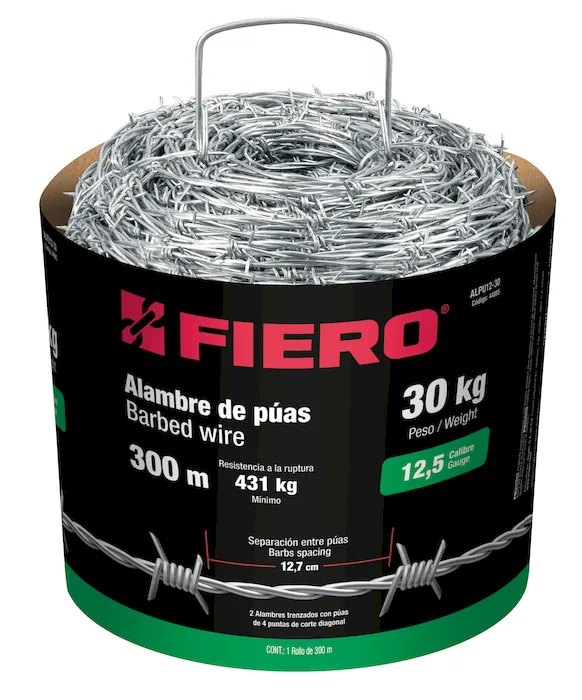 ALPU12-30
Código: 44865
FIERO®
Alambre de púas
Barbed wire
300 m
Resistencia a la ruptura
431 kg
Mínimo
30 kg
Peso / Weight
12,5 Calibre
Gauge
Separación entre púas
Barbs spacing
12,7 cm
2 Alambres trenzados con púas
de 4 puntas de corte diagonal
CONT.: 1 Rollo de 300 m
kg